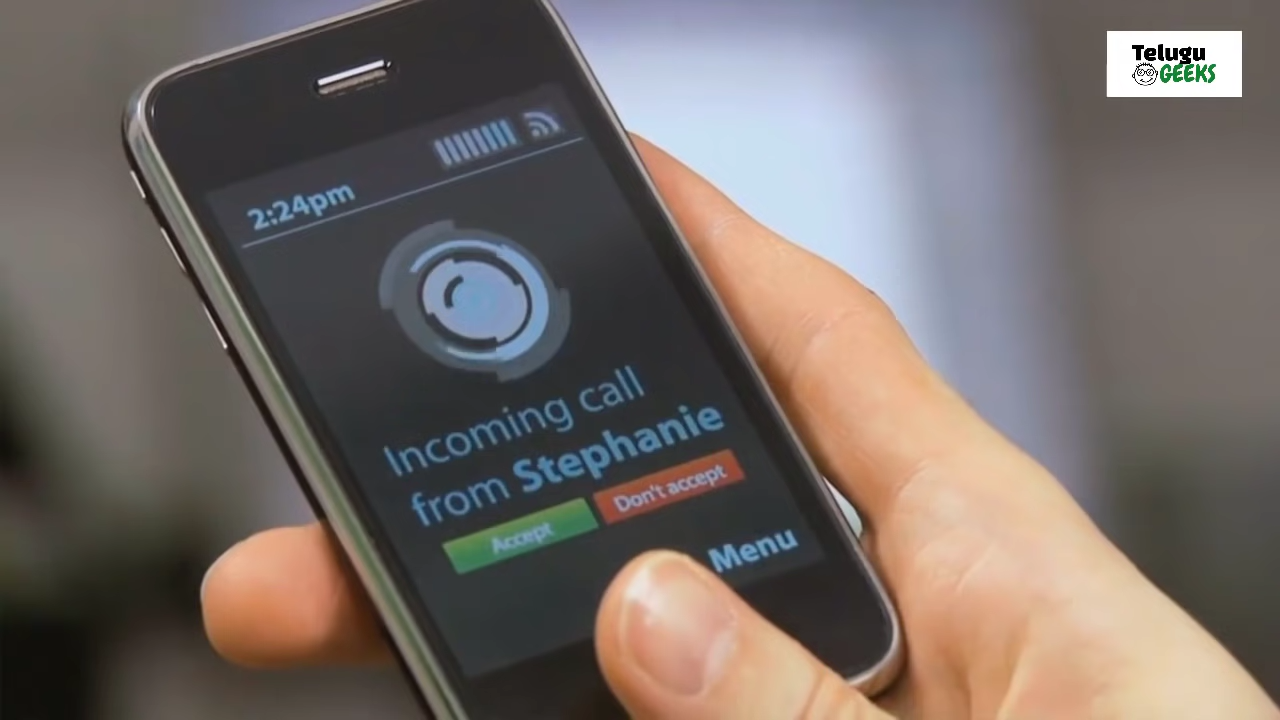 Telugu
GEEKS
2:24pm
Incoming call
from Stephanie
Accept
Don't accept
Menu